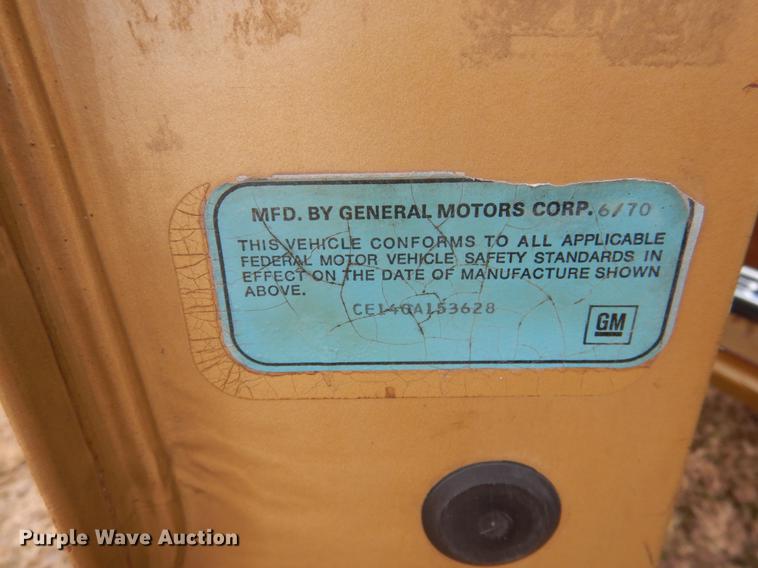 MFD. BY GENERAL MOTORS CORP. 6/70
THIS VEHICLE CONFORMS TO ALL APPLICABLE
FEDERAL MOTOR VEHICLE SAFETY STANDARDS IN
EFFECT ON THE DATE OF MANUFACTURE SHOWN
ABOVE.
CE140A153628
GM
Purple Wave Auction